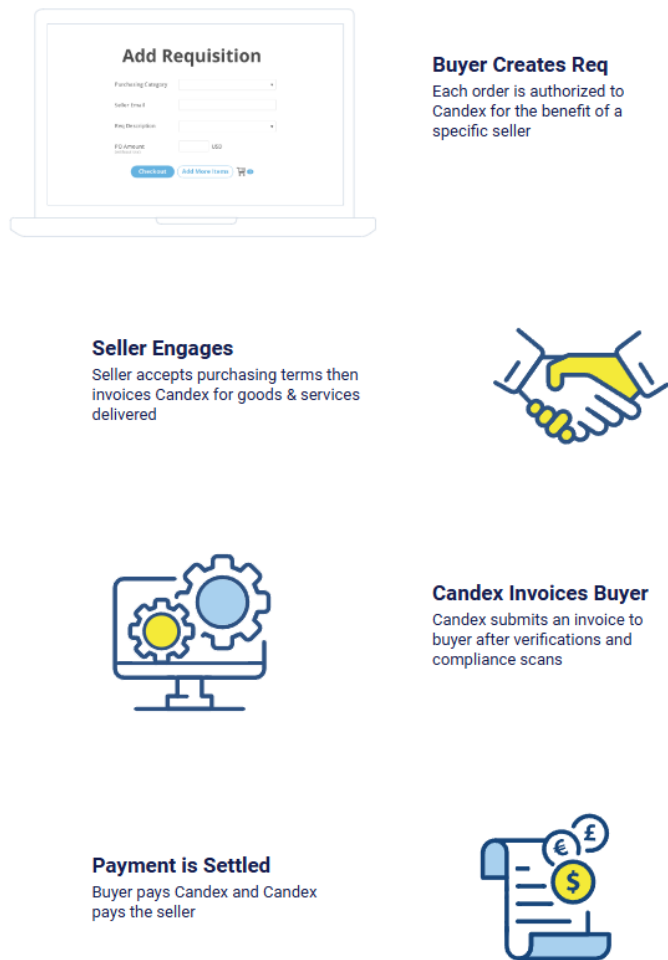 Add Requisition
Purchasing Category
Seller Email
Req Description
PO Amount
USD
Checkout
Add More Items
Buyer Creates Req
Each order is authorized to
Candex for the benefit of a
specific seller
Seller Engages
Seller accepts purchasing terms then
invoices Candex for goods & services
delivered
Candex Invoices Buyer
Candex submits an invoice to
buyer after verifications and
compliance scans
Payment is Settled
Buyer pays Candex and Candex
pays the seller
£
€
$